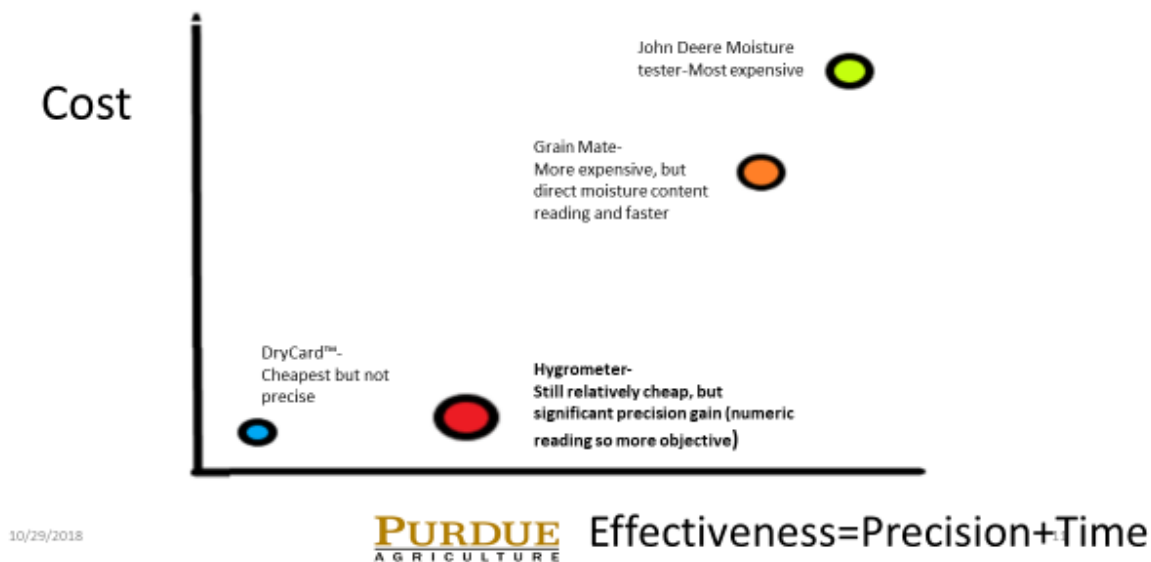 John Deere Moisture
tester-Most expensive
Cost
Grain Mate-
More expensive, but
direct moisture content
reading and faster
DryCard™-
Cheapest but not
precise
Hygrometer-
Still relatively cheap, but
significant precision gain (numeric
reading so more objective)
10/29/2018
PURDUE
AGRICULTURE
Effectiveness=Precision+Time